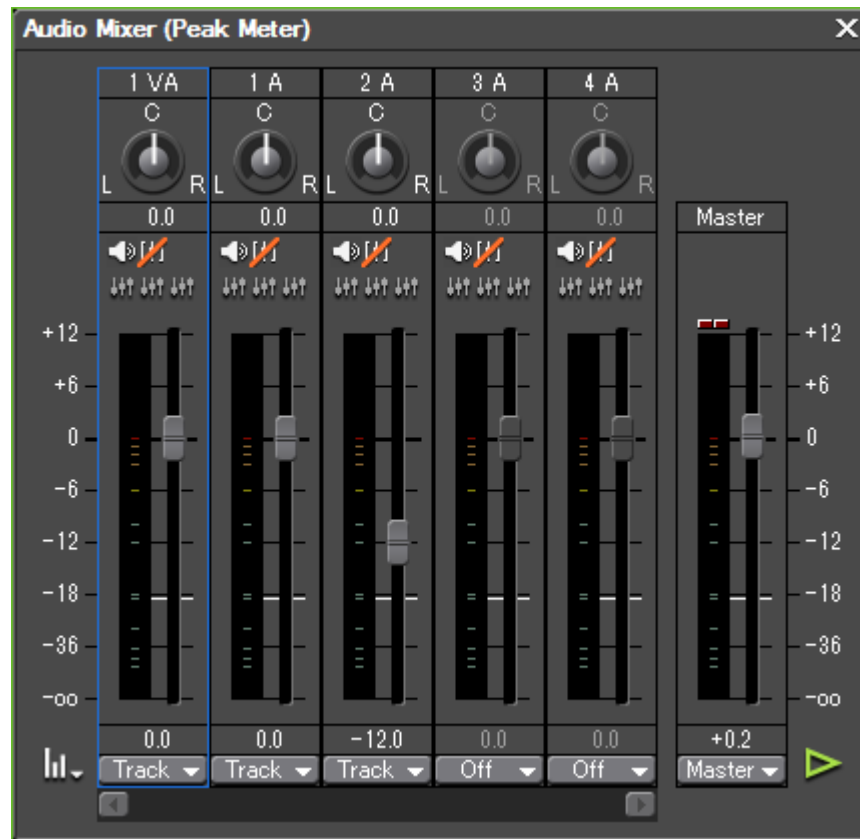 Audio Mixer (Peak Meter)
1 VA 1 A 2 A 3 A 4 A
C C C C C
L R L R L R L R L R
0.0 0.0 0.0 0.0 0.0 Master
+12 +12
+6 +6
0 0
-6 -6
-12 -12
-18 -18
-36 -36
-∞ -∞
0.0 0.0 -12.0 0.0 0.0 +0.2
Track Track Track Off Off Master